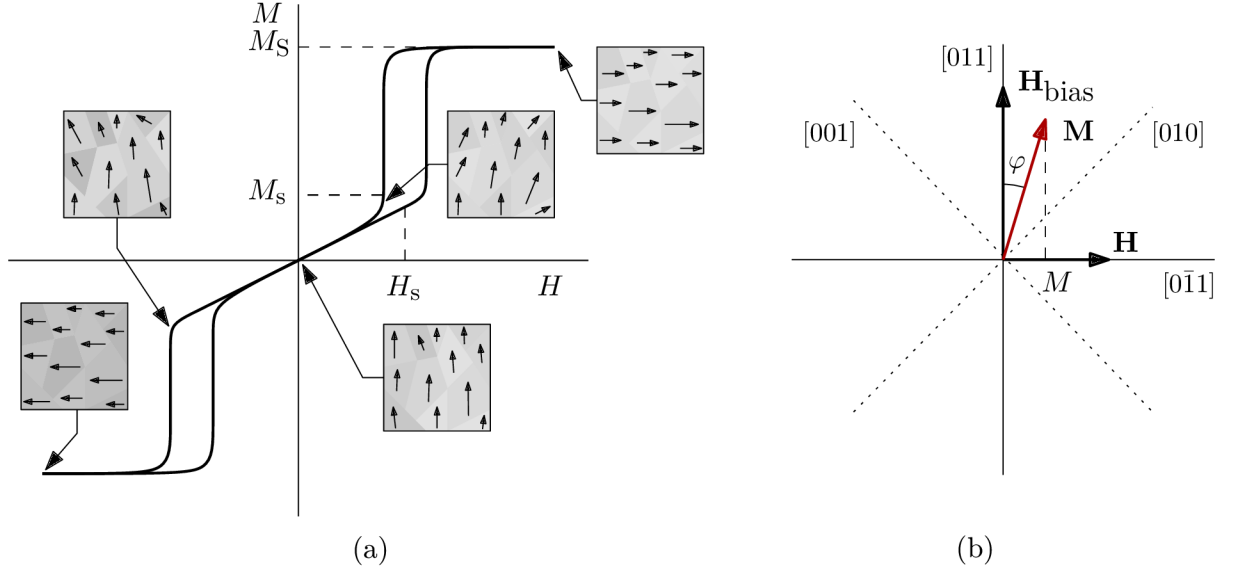 M
M_S
M_s
H_s
H
(a)
[011]
H_bias
[001]
M
[010]
φ
H
M
[01̄1]
(b)